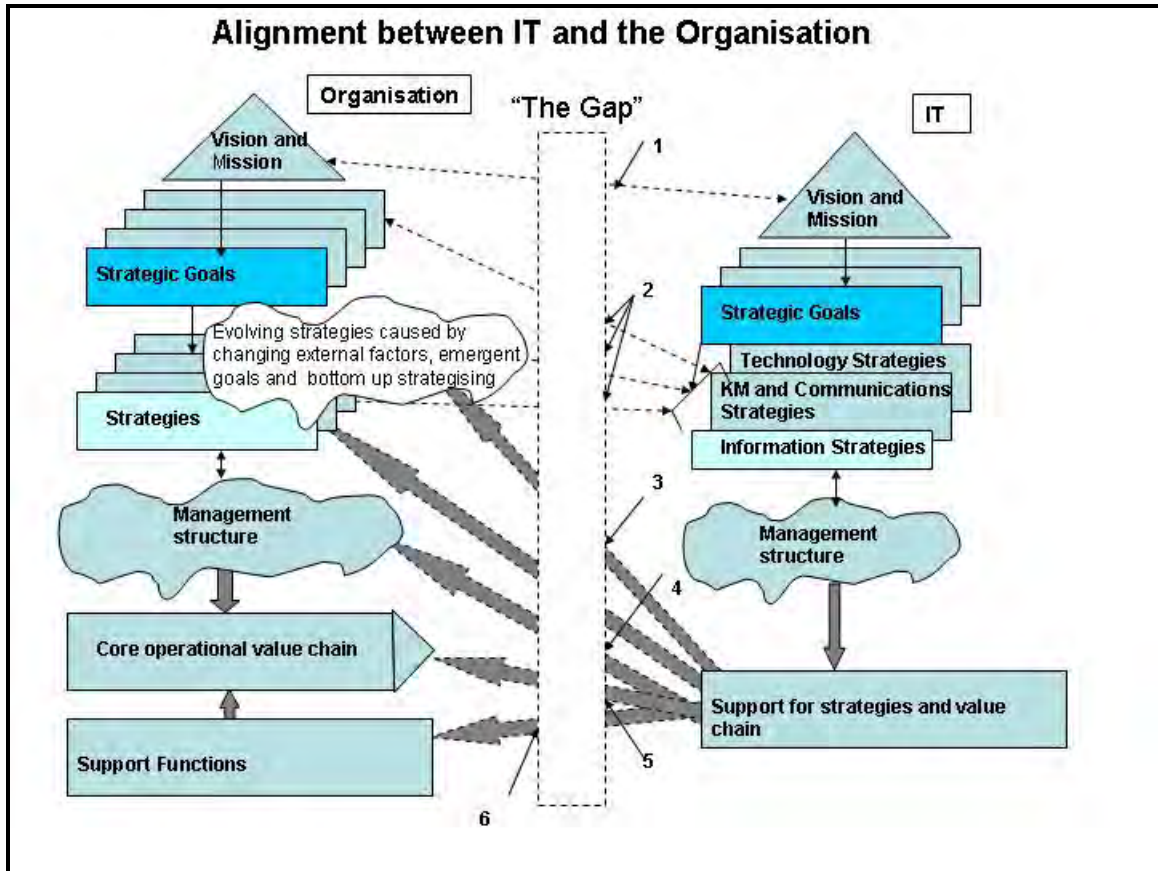 Alignment between IT and the Organisation
Organisation
"The Gap"
IT
Vision and
Mission
Strategic Goals
Evolving strategies caused by
changing external factors, emergent
goals and bottom up strategising
Strategies
Management
structure
Core operational value chain
Support Functions
1
2
3
4
5
6
Vision and
Mission
Strategic Goals
Technology Strategies
KM and Communications
Strategies
Information Strategies
Management
structure
Support for strategies and value
chain